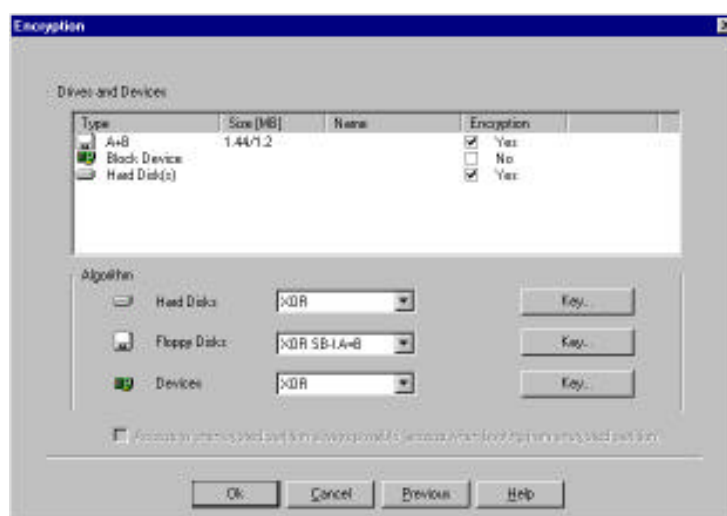 Encryption
Drives and Devices
Type Size [MB] Name Encryption
A+B 1.44/1.2 Yes
Block Device No
Hard Disk(s) Yes
Algorithm
Hard Disks XOR Key...
Floppy Disks XOR SB-I,A=B Key...
Devices XOR Key...
Ok Cancel Previous Help